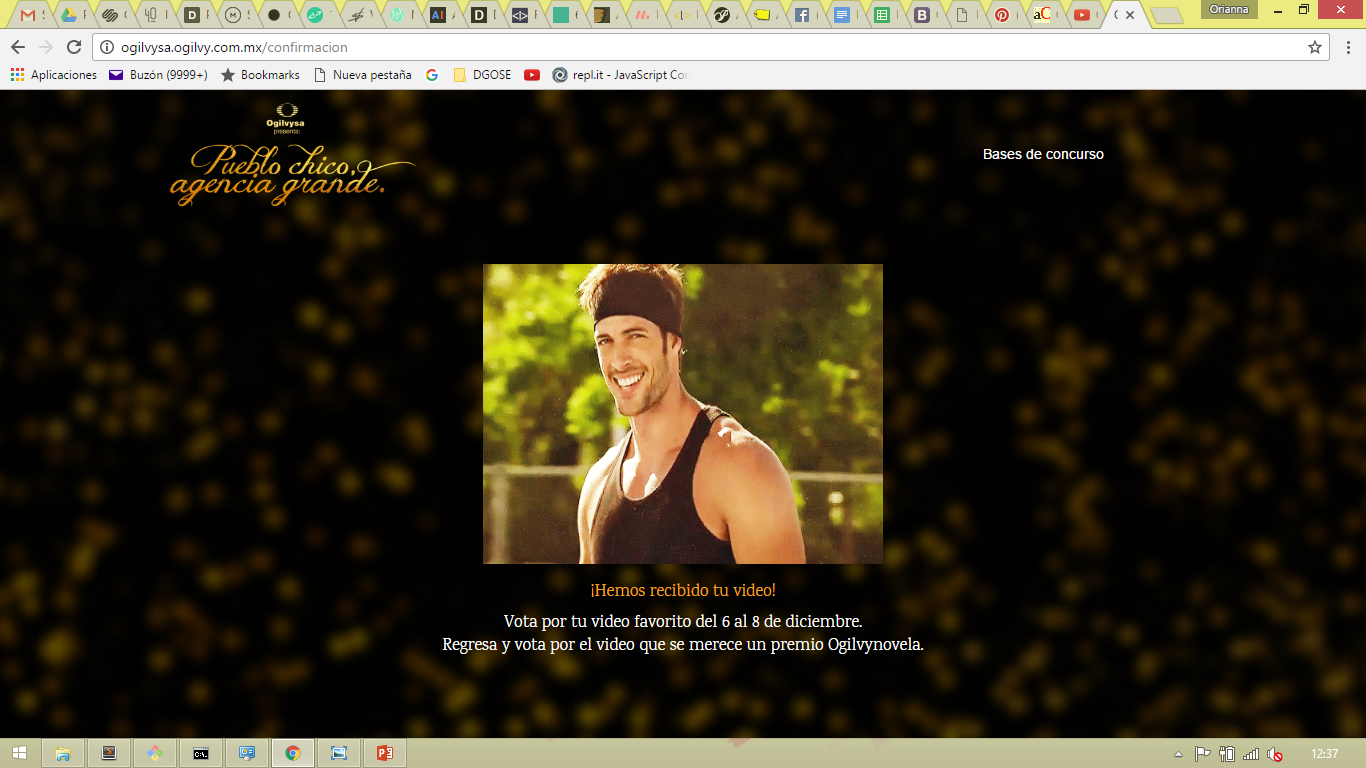 Orianna
ogilvysa.ogilvy.com.mx/confirmacion
Aplicaciones
Buzón (9999+)
Bookmarks
Nueva pestaña
DGOSE
repl.it - JavaScript Co
Ogilvysa
presenta:
Pueblo chico,
agencia grande.
Bases de concurso
¡Hemos recibido tu video!
Vota por tu video favorito del 6 al 8 de diciembre.
Regresa y vota por el video que se merece un premio Ogilvynovela.
12:37